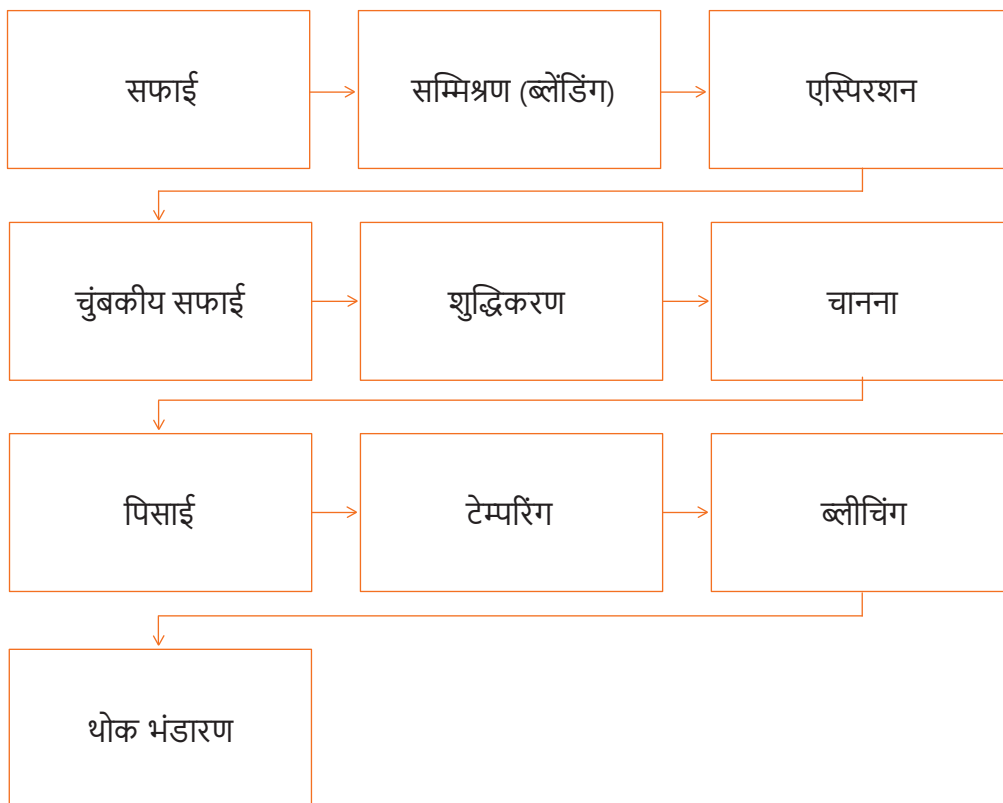 सफाई
सम्मिश्रण (ब्लेंडिंग)
एस्पिरशन
चुंबकीय सफाई
शुद्धिकरण
चानना
पिसाई
टेम्परिंग
ब्लीचिंग
थोक भंडारण